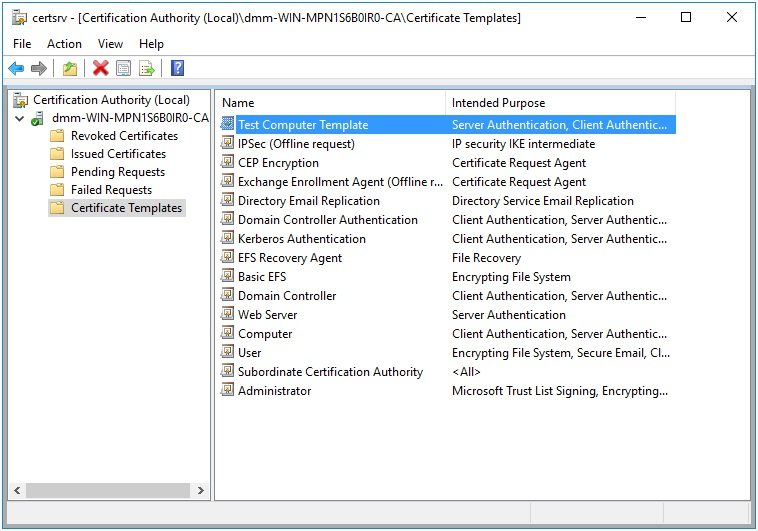 certsrv - [Certification Authority (Local)\dmm-WIN-MPN1S6B0IR0-CA\Certificate Templates]
File Action View Help
Certification Authority (Local)
dmm-WIN-MPN1S6B0IR0-CA
Revoked Certificates
Issued Certificates
Pending Requests
Failed Requests
Certificate Templates
Name Intended Purpose
Test Computer Template Server Authentication, Client Authentic...
IPSec (Offline request) IP security IKE intermediate
CEP Encryption Certificate Request Agent
Exchange Enrollment Agent (Offline r... Certificate Request Agent
Directory Email Replication Directory Service Email Replication
Domain Controller Authentication Client Authentication, Server Authentic...
Kerberos Authentication Client Authentication, Server Authentic...
EFS Recovery Agent File Recovery
Basic EFS Encrypting File System
Domain Controller Client Authentication, Server Authentic...
Web Server Server Authentication
Computer Client Authentication, Server Authentic...
User Encrypting File System, Secure Email, Cl...
Subordinate Certification Authority <All>
Administrator Microsoft Trust List Signing, Encrypting...